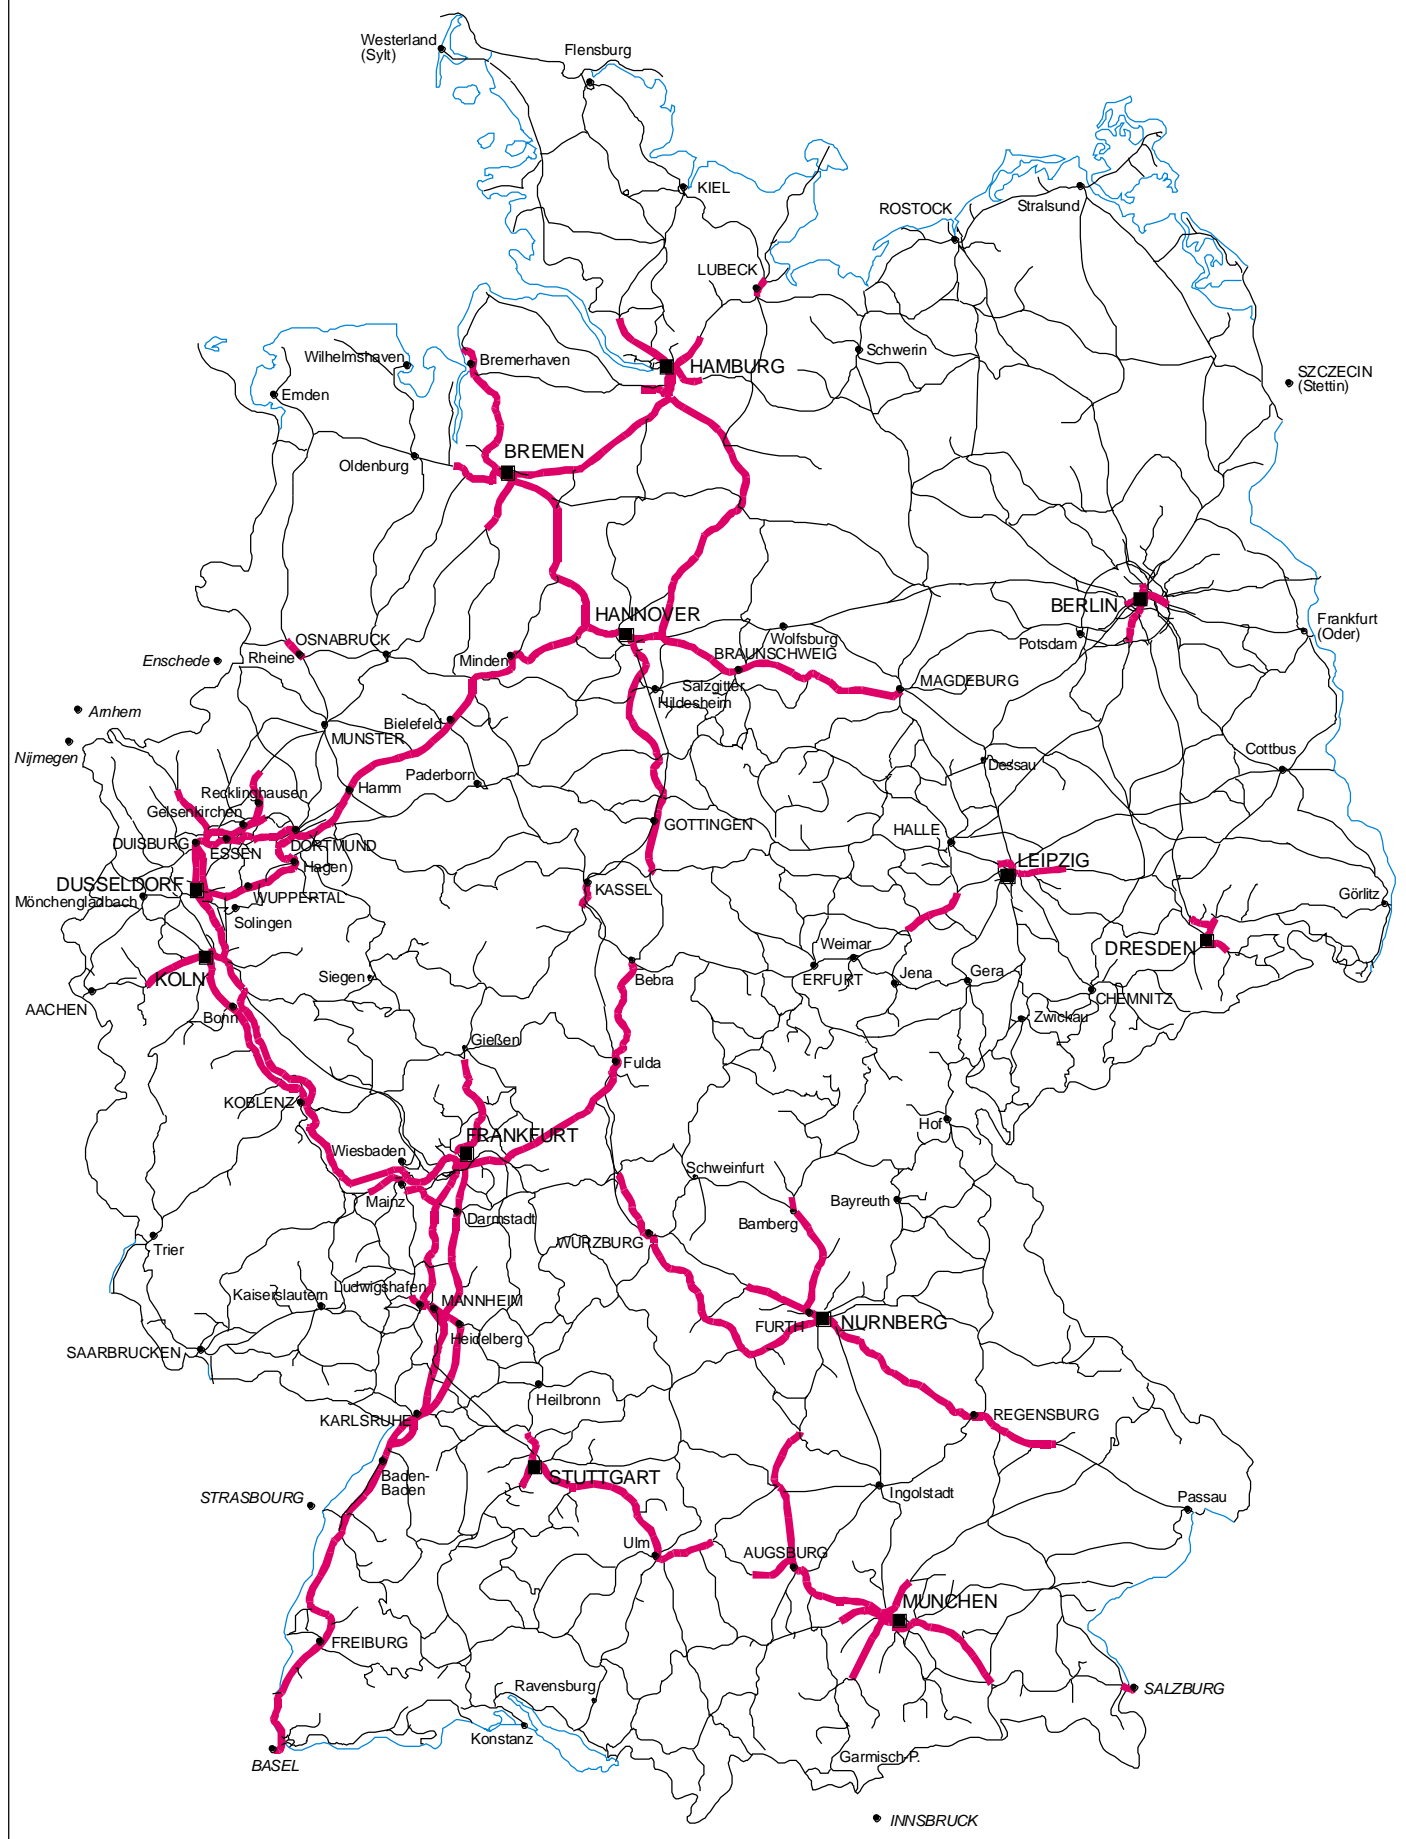 Westerland
(Sylt)
Flensburg
KIEL
ROSTOCK
Stralsund
LUBECK
Wilhelmshaven
Bremerhaven
HAMBURG
Schwerin
SZCZECIN
(Stettin)
Emden
BREMEN
Oldenburg
HANNOVER
BERLIN
Frankfurt
(Oder)
Wolfsburg
Potsdam
OSNABRUCK
Rheine
Enschede
Minden
BRAUNSCHWEIG
Salzgitter
Hildesheim
MAGDEBURG
Arnhem
Bielefeld
MUNSTER
Nijmegen
Cottbus
Dessau
Paderborn
Hamm
Recklinghausen
Gelsenkirchen
GOTTINGEN
HALLE
DUISBURG
ESSEN
DORTMUND
Hagen
LEIPZIG
DUSSELDORF
Mönchengladbach
WUPPERTAL
KASSEL
Görlitz
Solingen
Weimar
DRESDEN
KOLN
Siegen
Bebra
ERFURT
Jena
Gera
CHEMNITZ
AACHEN
Bonn
Zwickau
Gießen
Fulda
KOBLENZ
Hof
FRANKFURT
Wiesbaden
Schweinfurt
Mainz
Bayreuth
Darmstadt
Bamberg
Trier
WÜRZBURG
Ludwigshafen
Kaiserslautern
MANNHEIM
FURTH
NURNBERG
Heidelberg
SAARBRUCKEN
Heilbronn
KARLSRUHE
REGENSBURG
Baden-
Baden
STUTTGART
Ingolstadt
STRASBOURG
Passau
Ulm
AUGSBURG
MUNCHEN
FREIBURG
Ravensburg
SALZBURG
Konstanz
Garmisch-P.
BASEL
INNSBRUCK